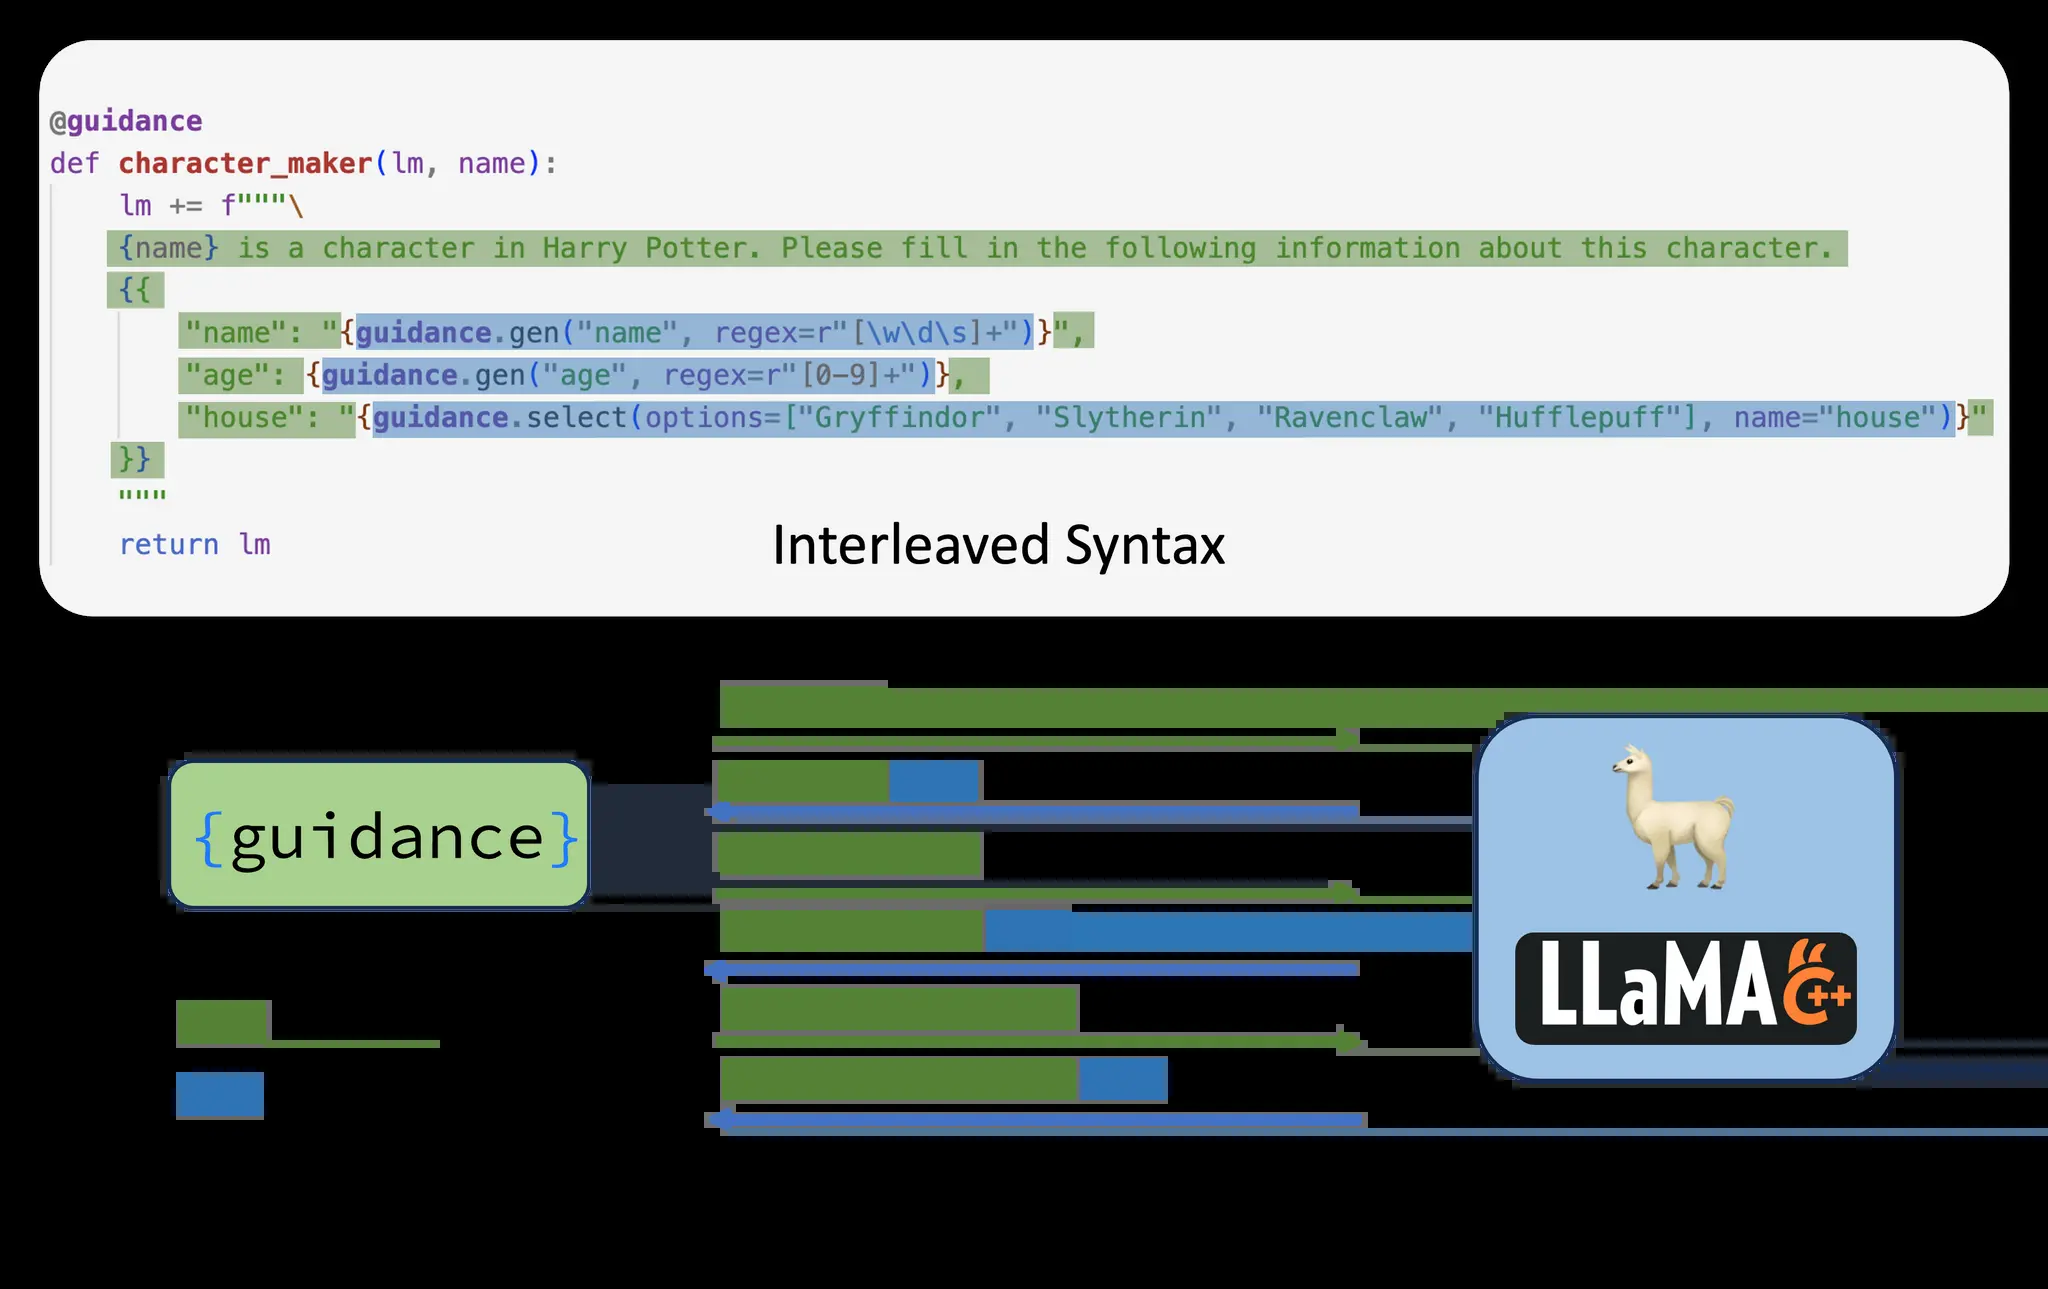 @guidance
def character_maker(lm, name):
lm += f"""\
{name} is a character in Harry Potter. Please fill in the following information about this character.
{{
"name": "{guidance.gen("name", regex=r"[\w\d\s]+")}",
"age": {guidance.gen("age", regex=r"[0-9]+")},
"house": "{guidance.select(options=["Gryffindor", "Slytherin", "Ravenclaw", "Hufflepuff"], name="house")}"
}}
"""
return lm
Interleaved Syntax
{guidance}
LLaMA C++